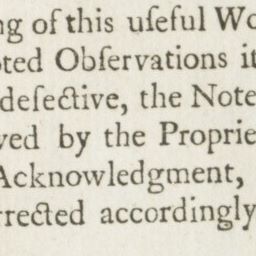 ng of this uſeful Wo
oted Obſervations it
defective, the Note
ved by the Proprie
Acknowledgment,
rrected accordingly